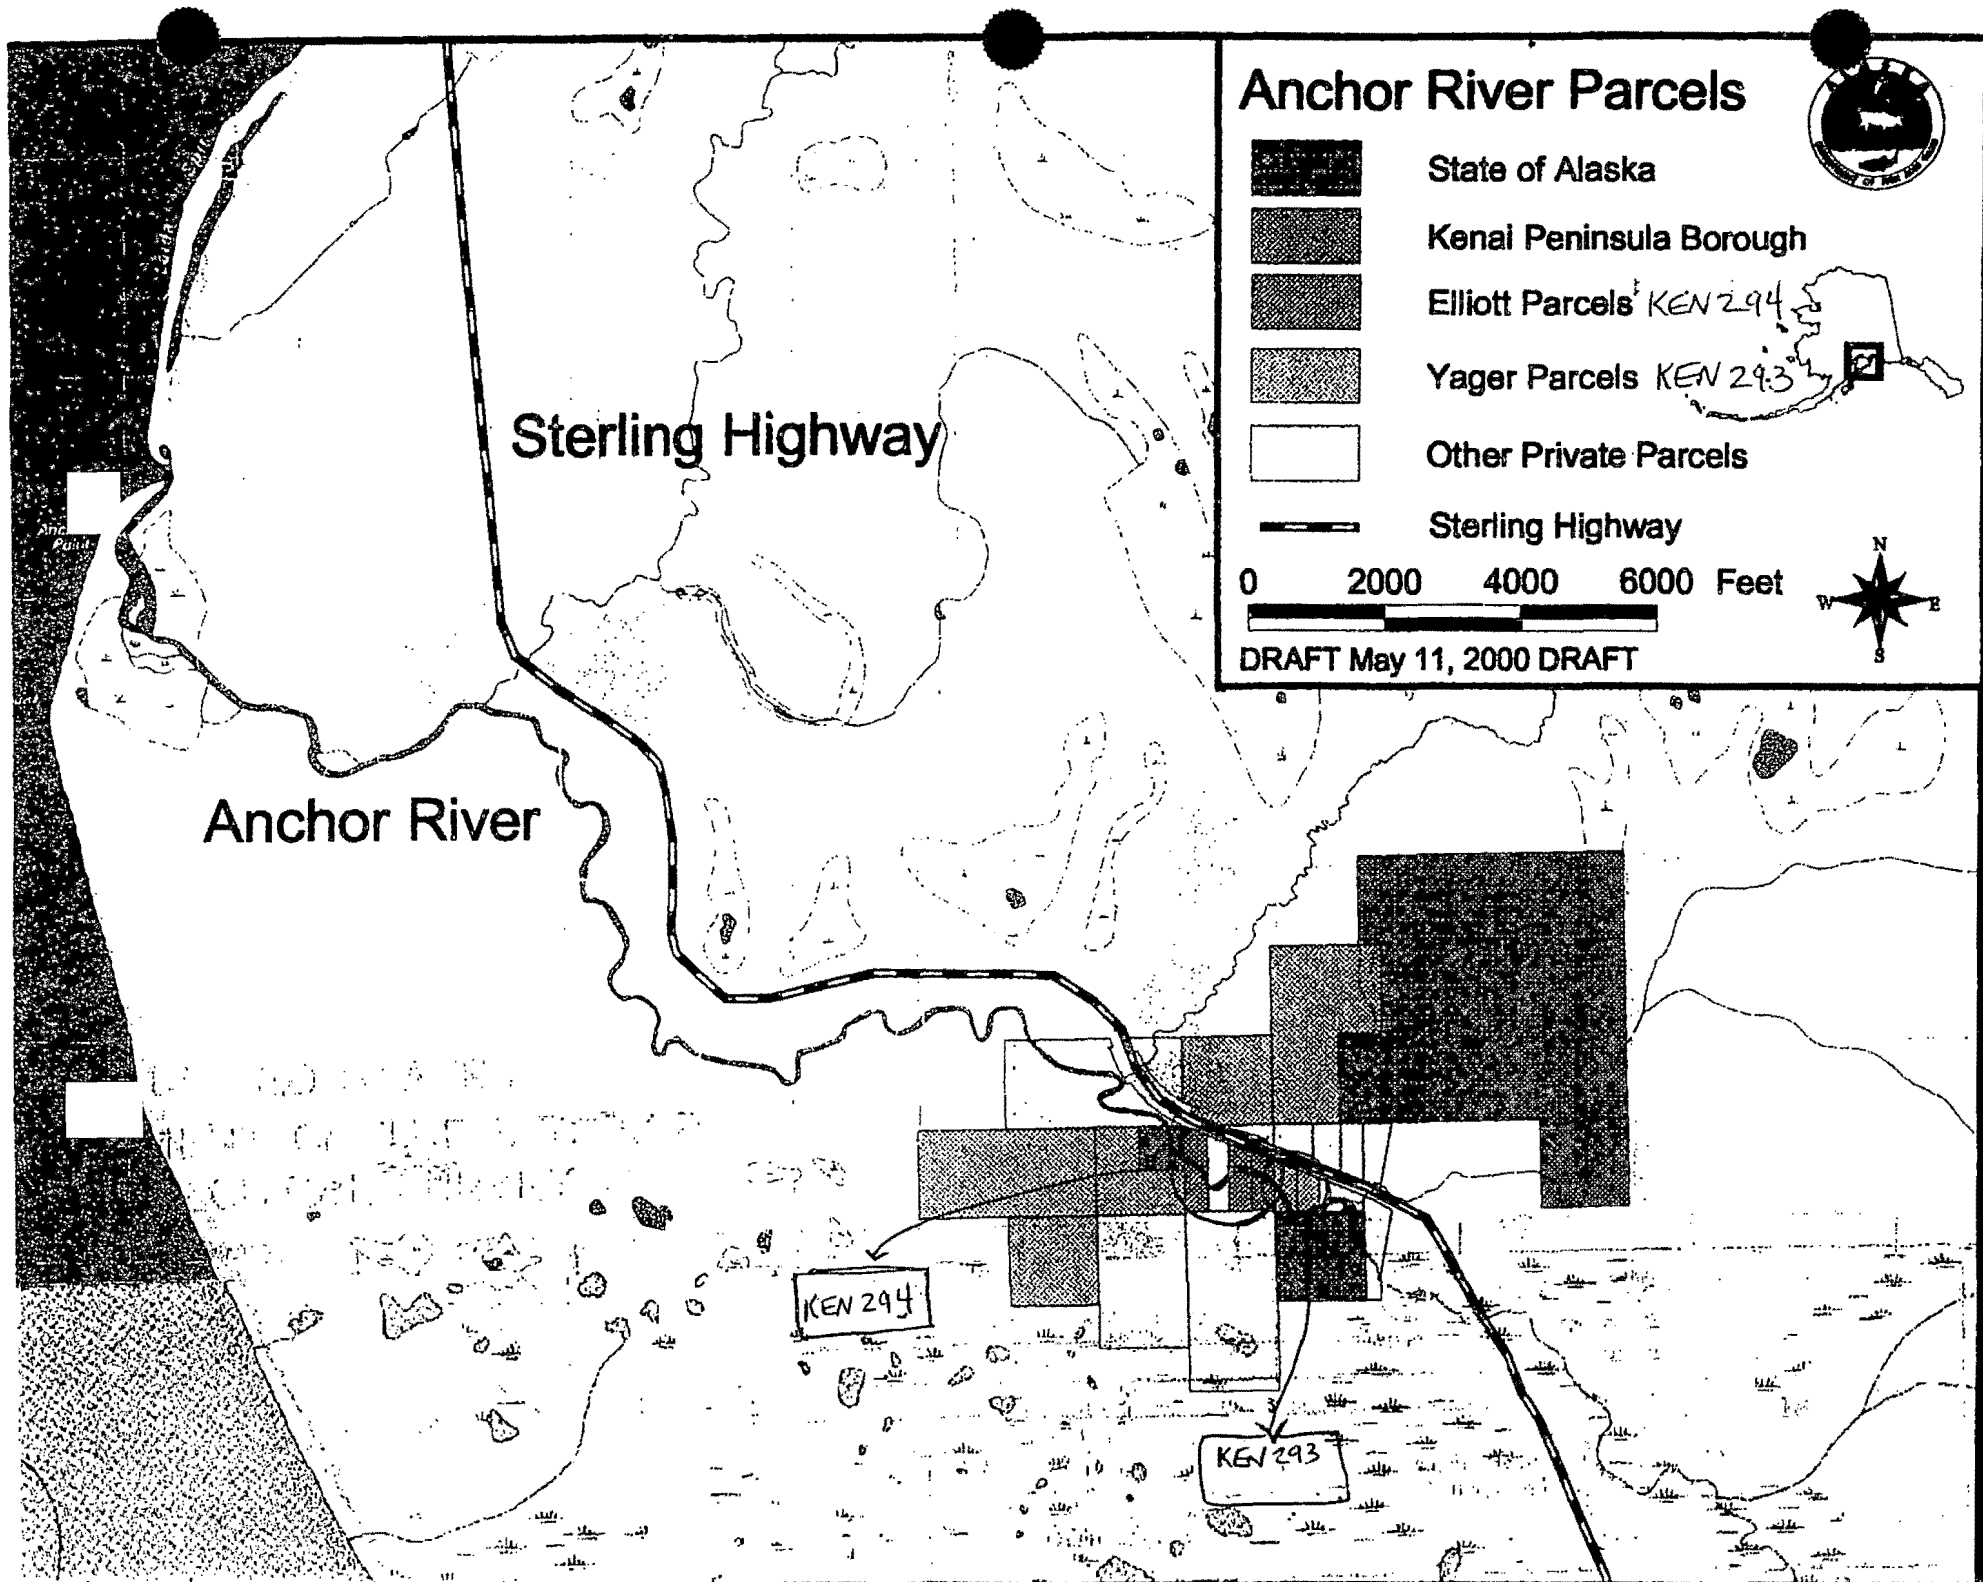 Anchor River Parcels
State of Alaska
Kenai Peninsula Borough
Elliott Parcels KEN 294
Yager Parcels KEN 293
Other Private Parcels
Sterling Highway
0 2000 4000 6000 Feet
N
W E
S
DRAFT May 11, 2000 DRAFT
Sterling Highway
Anchor River
KEN 294
KEN 293